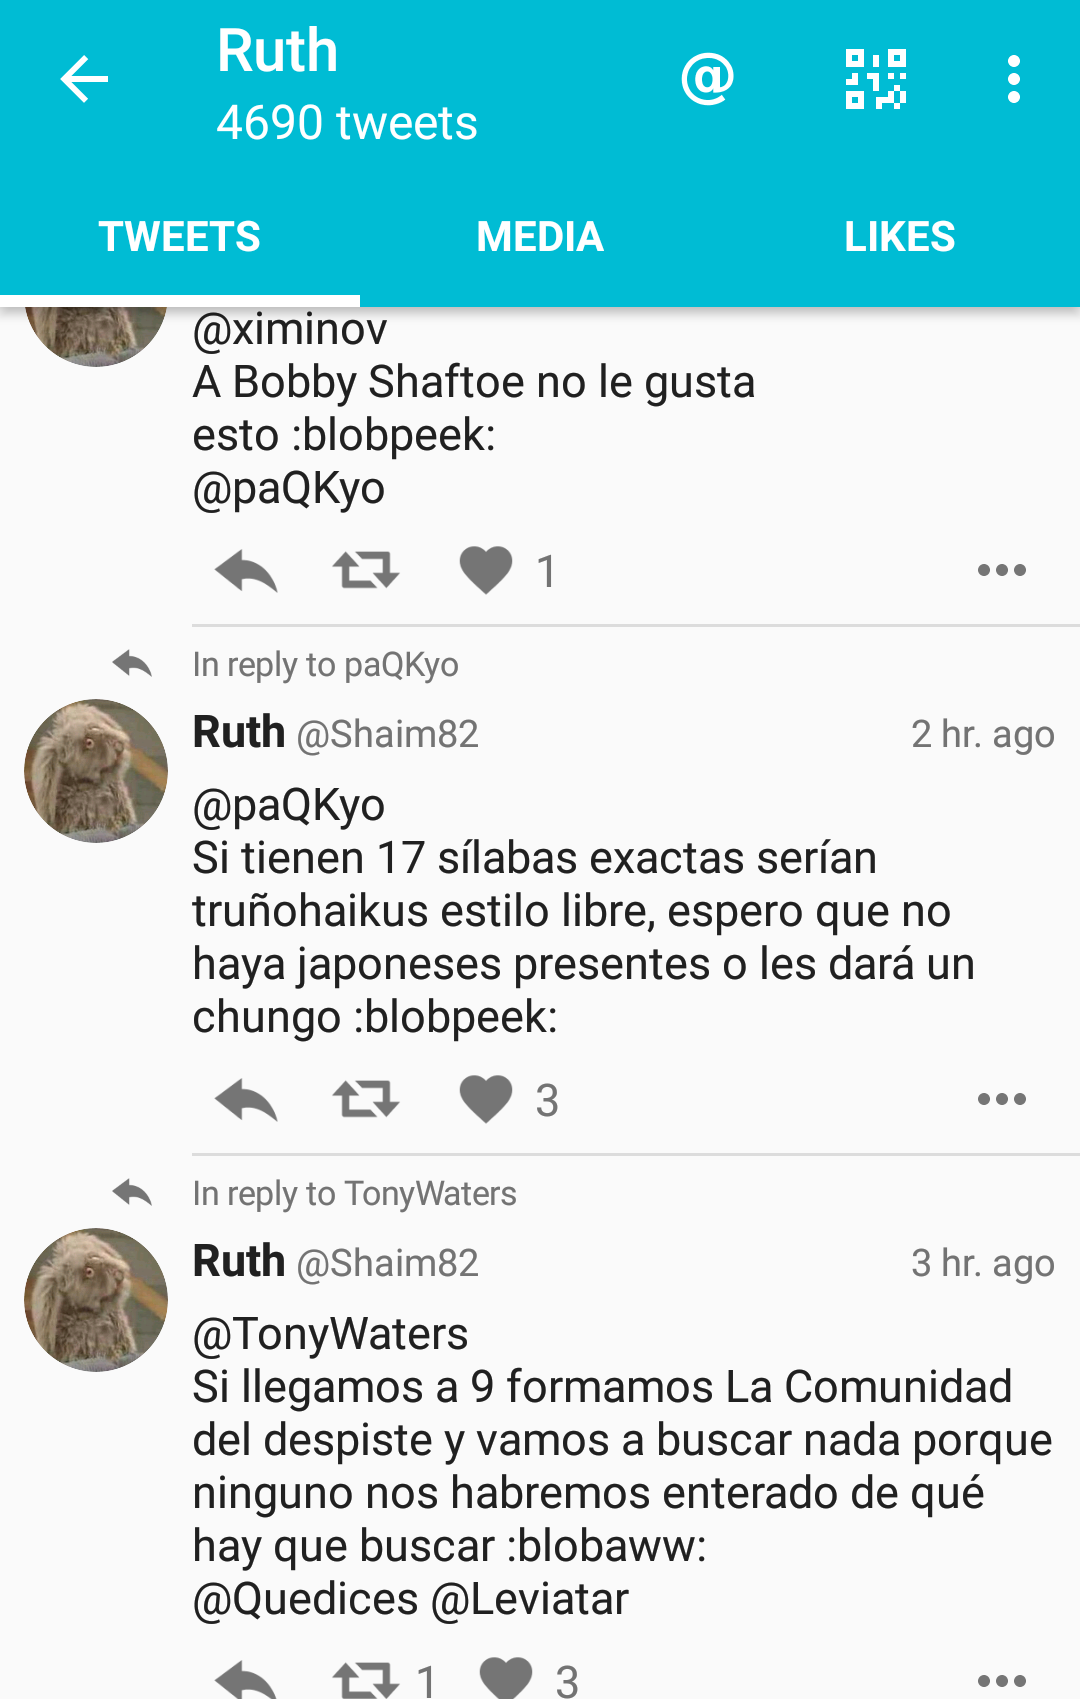 Ruth
4690 tweets
@
TWEETS MEDIA LIKES
@ximinov
A Bobby Shaftoe no le gusta
esto :blobpeek:
@paQKyo
1
In reply to paQKyo
Ruth @Shaim82 2 hr. ago
@paQKyo
Si tienen 17 sílabas exactas serían
truñohaikus estilo libre, espero que no
haya japoneses presentes o les dará un
chungo :blobpeek:
3
In reply to TonyWaters
Ruth @Shaim82 3 hr. ago
@TonyWaters
Si llegamos a 9 formamos La Comunidad
del despiste y vamos a buscar nada porque
ninguno nos habremos enterado de qué
hay que buscar :blobaww:
@Quedices @Leviatar
1 3